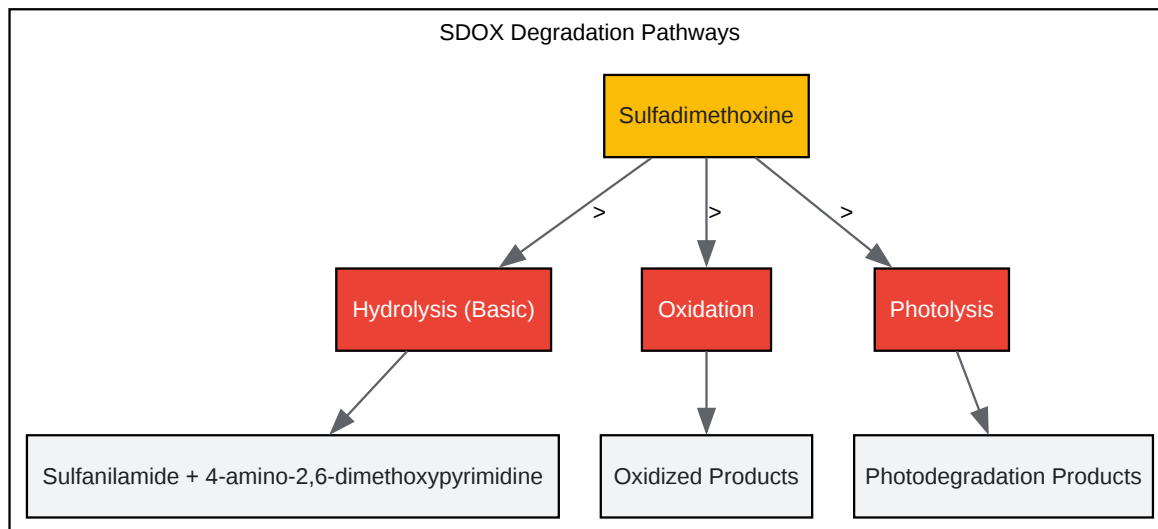 SDOX Degradation Pathways
Sulfadimethoxine
>
>
>
Hydrolysis (Basic)
Oxidation
Photolysis
Sulfanilamide + 4-amino-2,6-dimethoxypyrimidine
Oxidized Products
Photodegradation Products